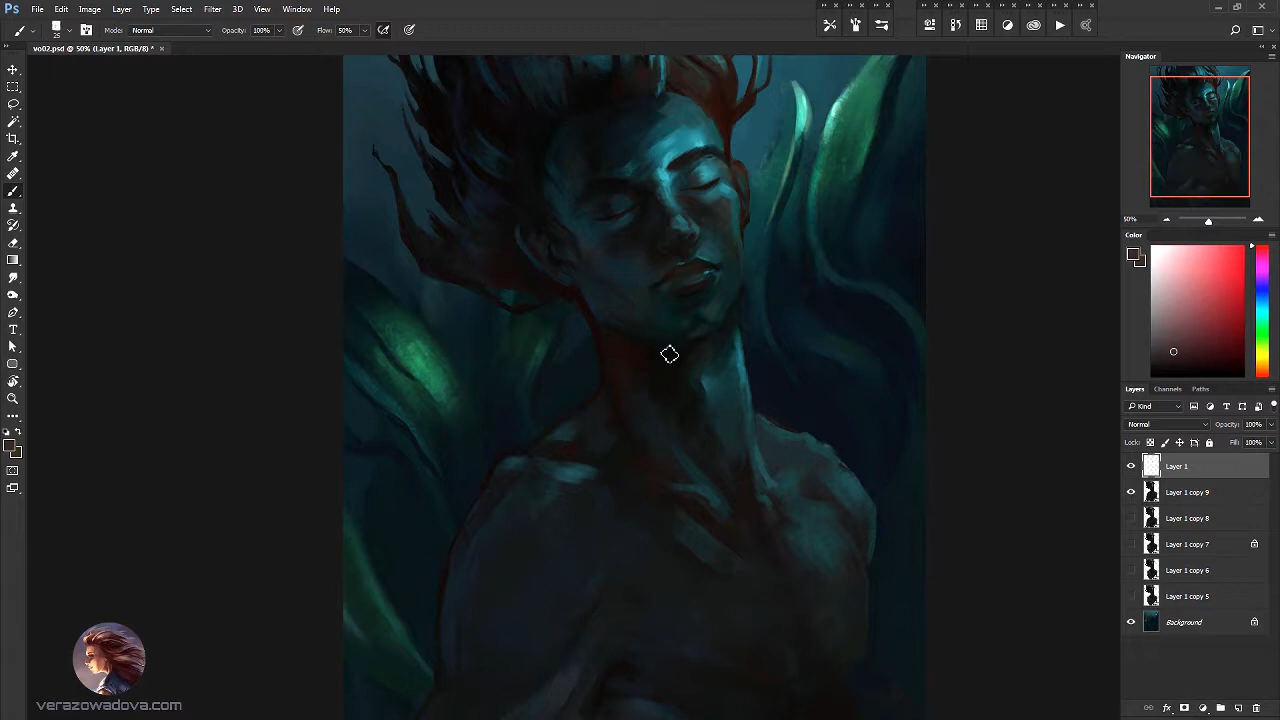 Ps File Edit Image Layer Type Select Filter 3D View Window Help
25 Mode: Normal Opacity: 100% Flow: 50%
vo02.psd @ 50% (Layer 1, RGB/8) * ×
Navigator
50%
Color
Layers Channels Paths
Kind
Normal Opacity: 100%
Lock: Fill: 100%
Layer 1
Layer 1 copy 9
Layer 1 copy 8
Layer 1 copy 7
Layer 1 copy 6
Layer 1 copy 5
Background
verazowadova.com